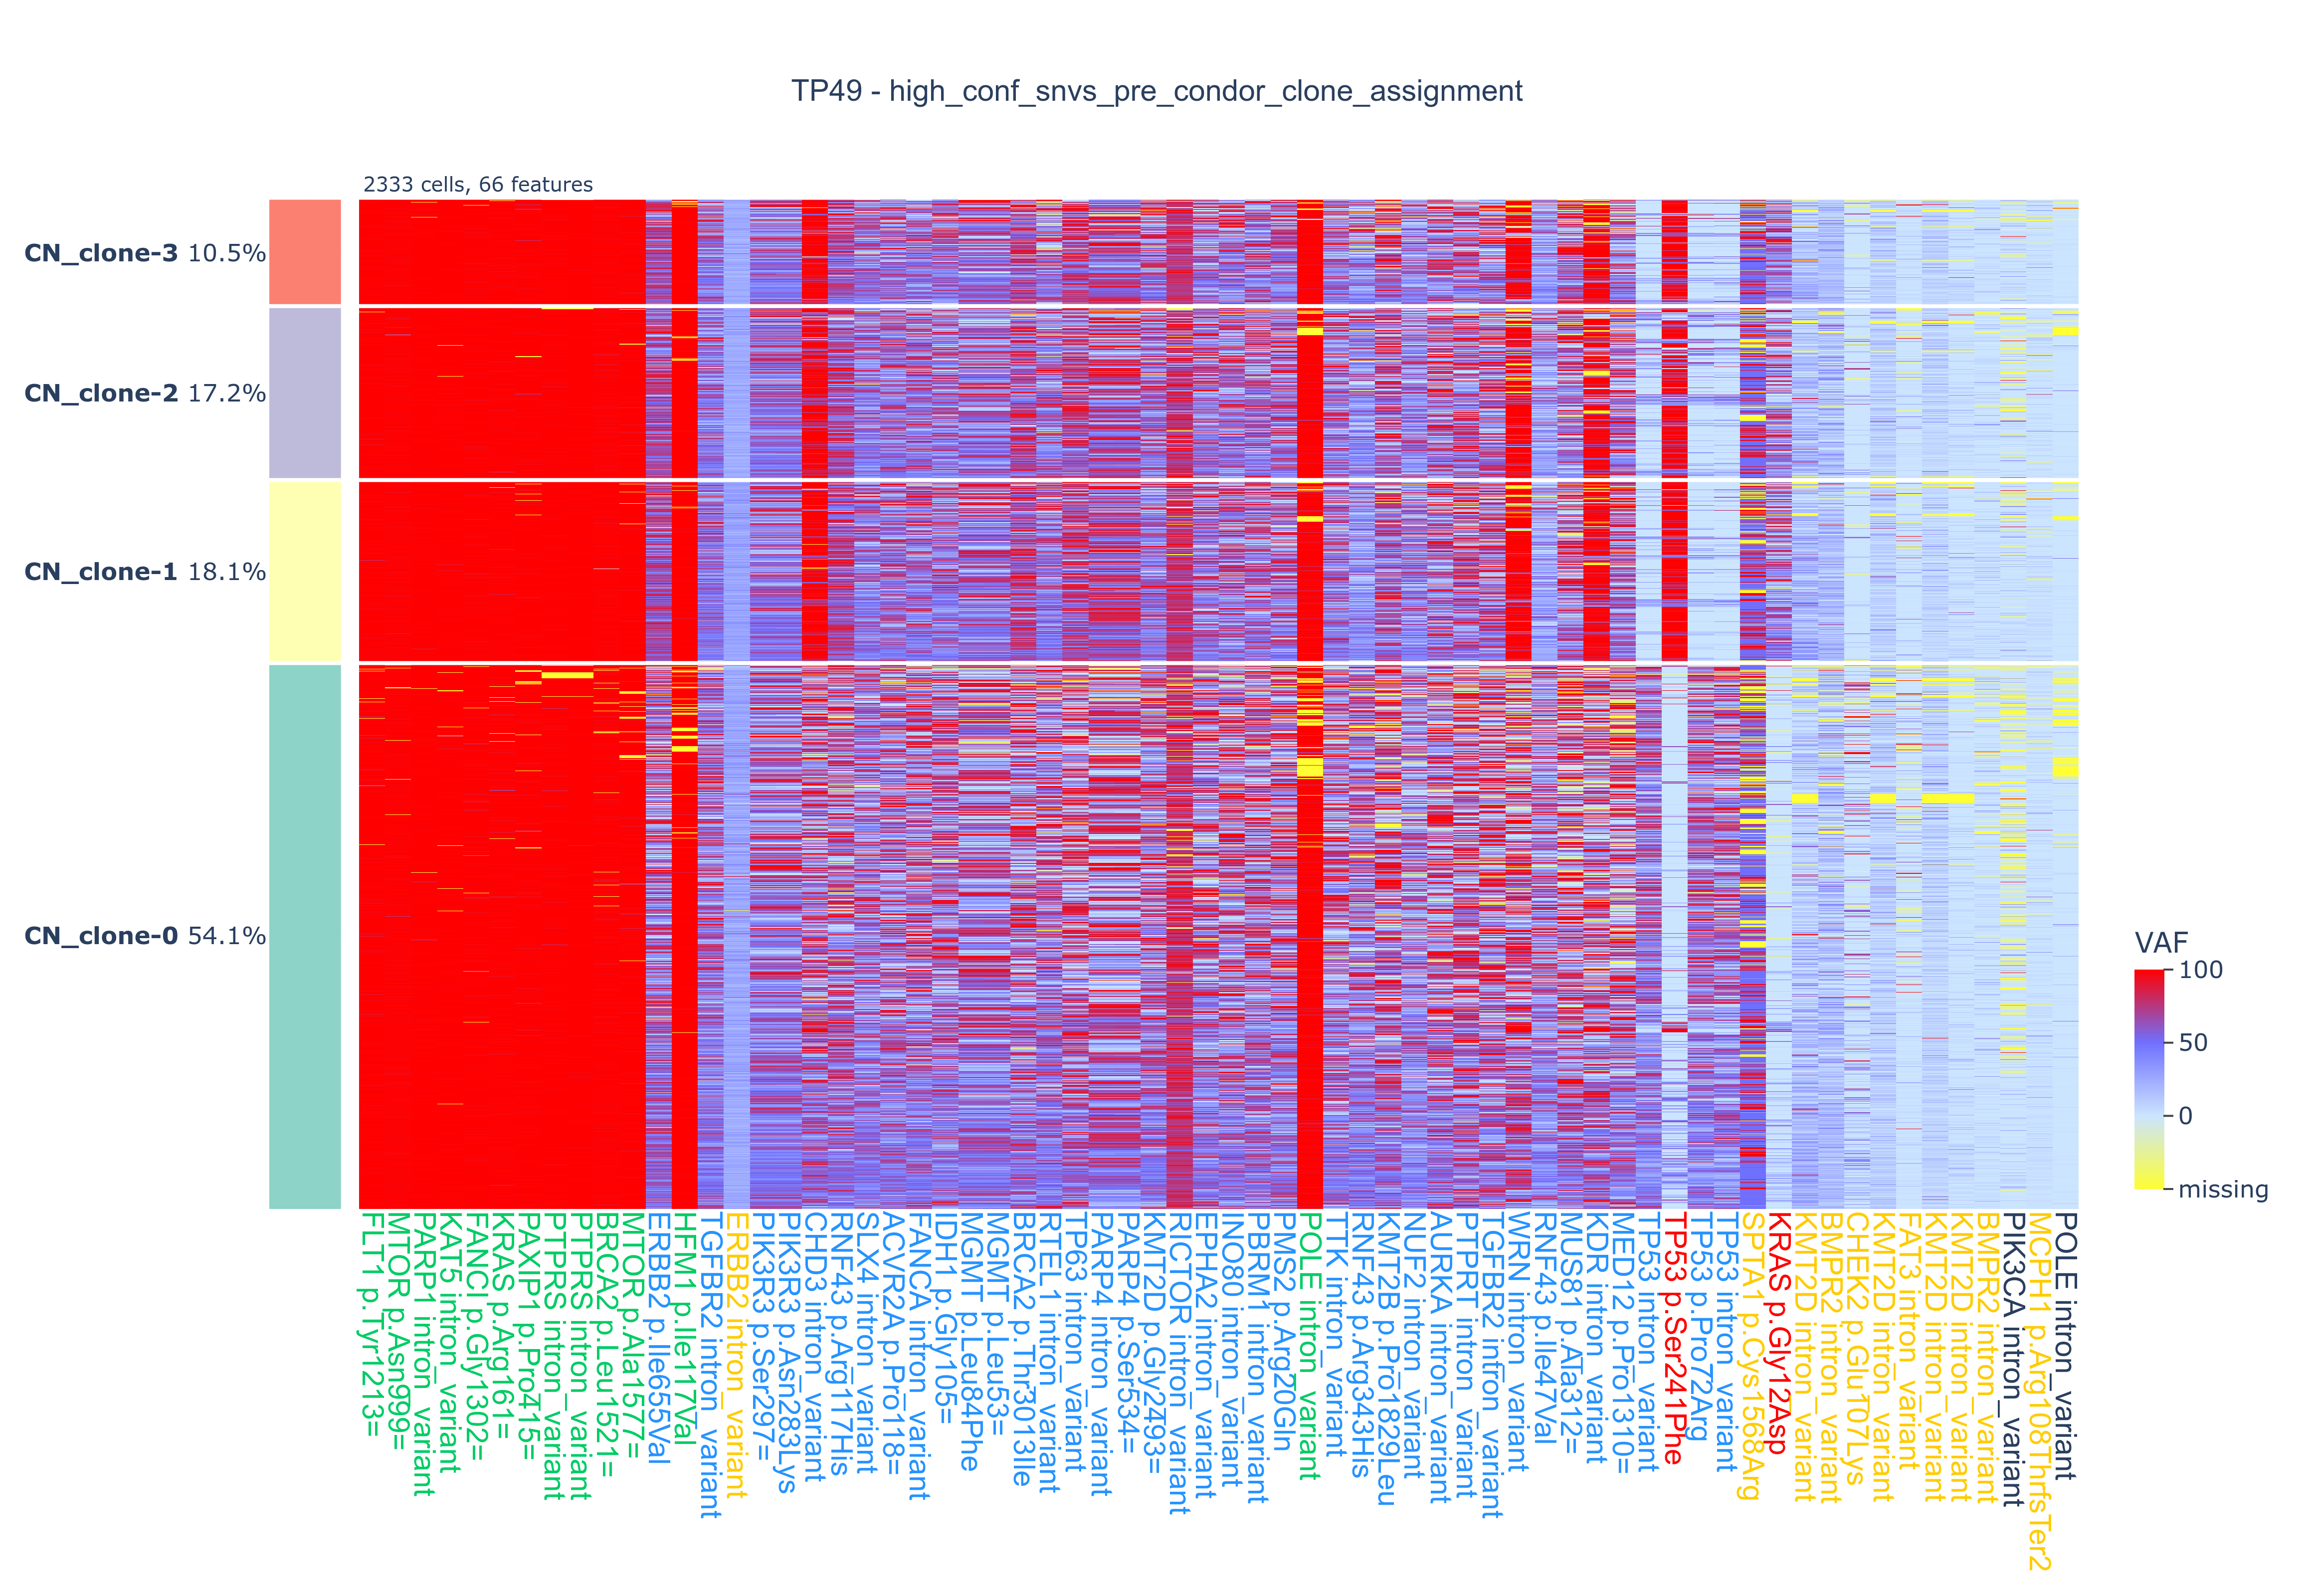 TP49 - high_conf_snvs_pre_condor_clone_assignment
2333 cells, 66 features
CN_clone-3 10.5%
CN_clone-2 17.2%
CN_clone-1 18.1%
CN_clone-0 54.1%
VAF
100
50
0
missing
FLT1 p.Tyr1213=
MTOR p.Asn999=
PARP1 intron_variant
KAT5 intron_variant
FANCI p.Gly1302=
KRAS p.Arg161=
PAXIP1 p.Pro415=
PTPRS intron_variant
PTPRS intron_variant
BRCA2 p.Leu1521=
MTOR p.Ala1577=
ERBB2 p.Ile655Val
HFM1 p.Ile117Val
TGFBR2 intron_variant
ERBB2 intron_variant
PIK3R3 p.Ser297=
PIK3R3 p.Asn283Lys
CHD3 intron_variant
RNF43 p.Arg117His
SLX4 intron_variant
ACVR2A p.Pro118=
FANCA intron_variant
IDH1 p.Gly105=
MGMT p.Leu84Phe
MGMT p.Leu53=
BRCA2 p.Thr3013Ile
RTEL1 intron_variant
TP63 intron_variant
PARP4 intron_variant
PARP4 p.Ser534=
KMT2D p.Gly2493=
RICTOR intron_variant
EPHA2 intron_variant
INO80 intron_variant
PBRM1 intron_variant
PMS2 p.Arg20Gln
POLE intron_variant
TTK intron_variant
RNF43 p.Arg343His
KMT2B p.Pro1829Leu
NUF2 intron_variant
AURKA intron_variant
PTPRT intron_variant
TGFBR2 intron_variant
WRN intron_variant
RNF43 p.Ile47Val
MUS81 p.Ala312=
KDR intron_variant
MED12 p.Pro1310=
TP53 intron_variant
TP53 p.Ser241Phe
TP53 p.Pro72Arg
TP53 intron_variant
SPTA1 p.Cys1568Arg
KRAS p.Gly12Asp
KMT2D intron_variant
BMPR2 intron_variant
CHEK2 p.Glu107Lys
KMT2D intron_variant
FAT3 intron_variant
KMT2D intron_variant
KMT2D intron_variant
BMPR2 intron_variant
PIK3CA intron_variant
MCPH1 p.Arg108ThrfsTer2
POLE intron_variant